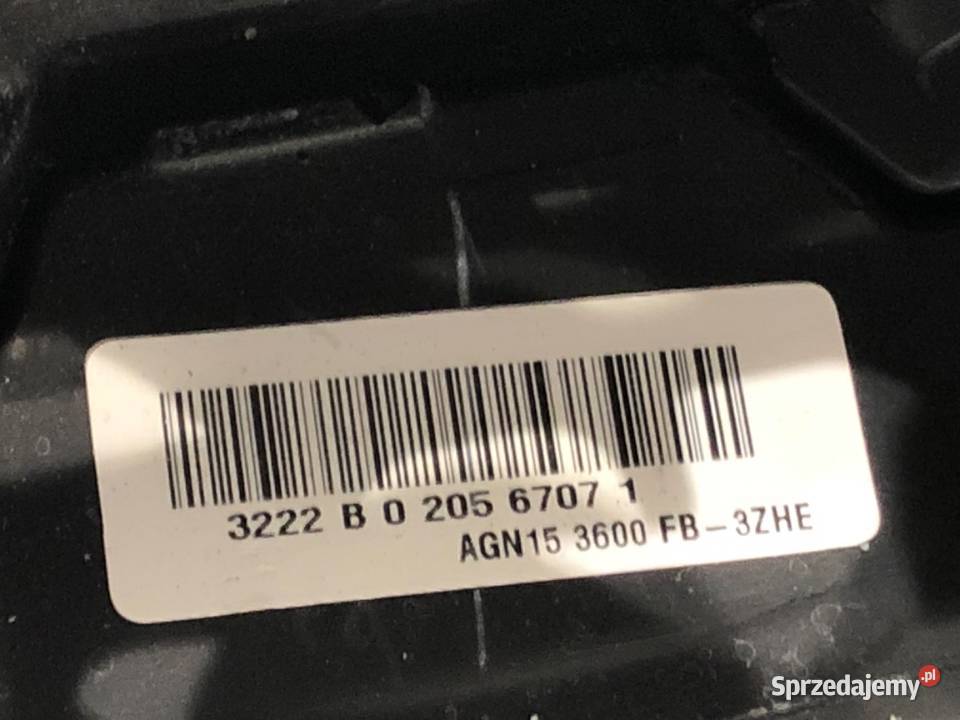 3222 B 0 205 6707 1
AGN15 3600 FB-3ZHE
Sprzedajemy.pl